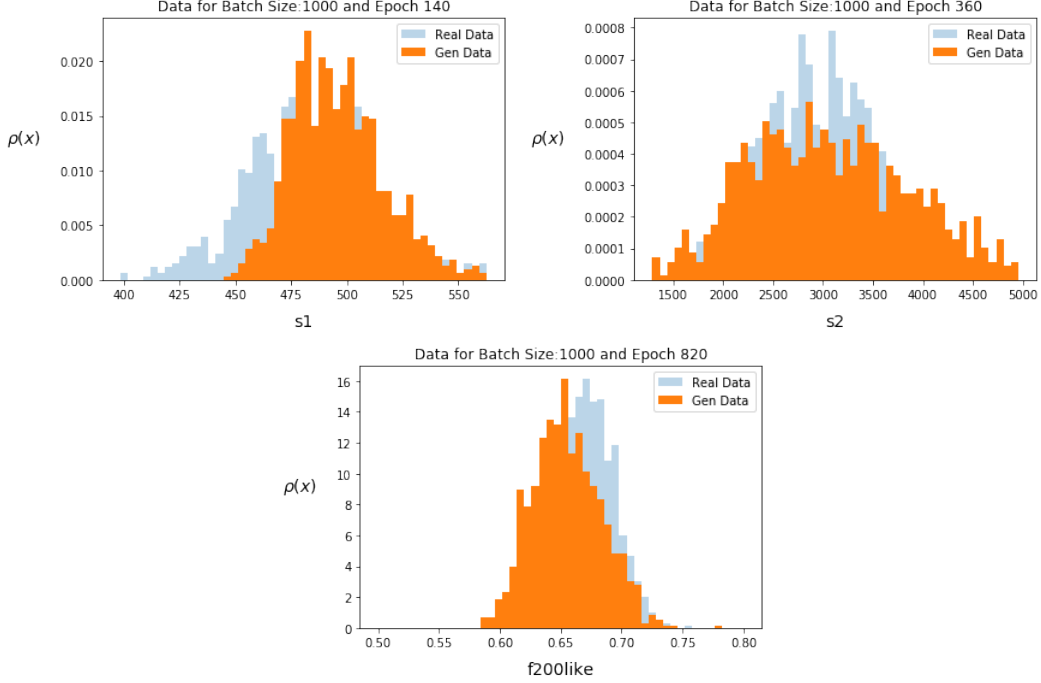 Data for Batch Size:1000 and Epoch 140
Real Data
Gen Data
0.020
0.015
0.010
0.005
0.000
ρ(x)
400 425 450 475 500 525 550
s1
Data for Batch Size:1000 and Epoch 360
Real Data
Gen Data
0.0008
0.0007
0.0006
0.0005
0.0004
0.0003
0.0002
0.0001
0.0000
ρ(x)
1500 2000 2500 3000 3500 4000 4500 5000
s2
Data for Batch Size:1000 and Epoch 820
Real Data
Gen Data
16
14
12
10
8
6
4
2
0
ρ(x)
0.50 0.55 0.60 0.65 0.70 0.75 0.80
f200like